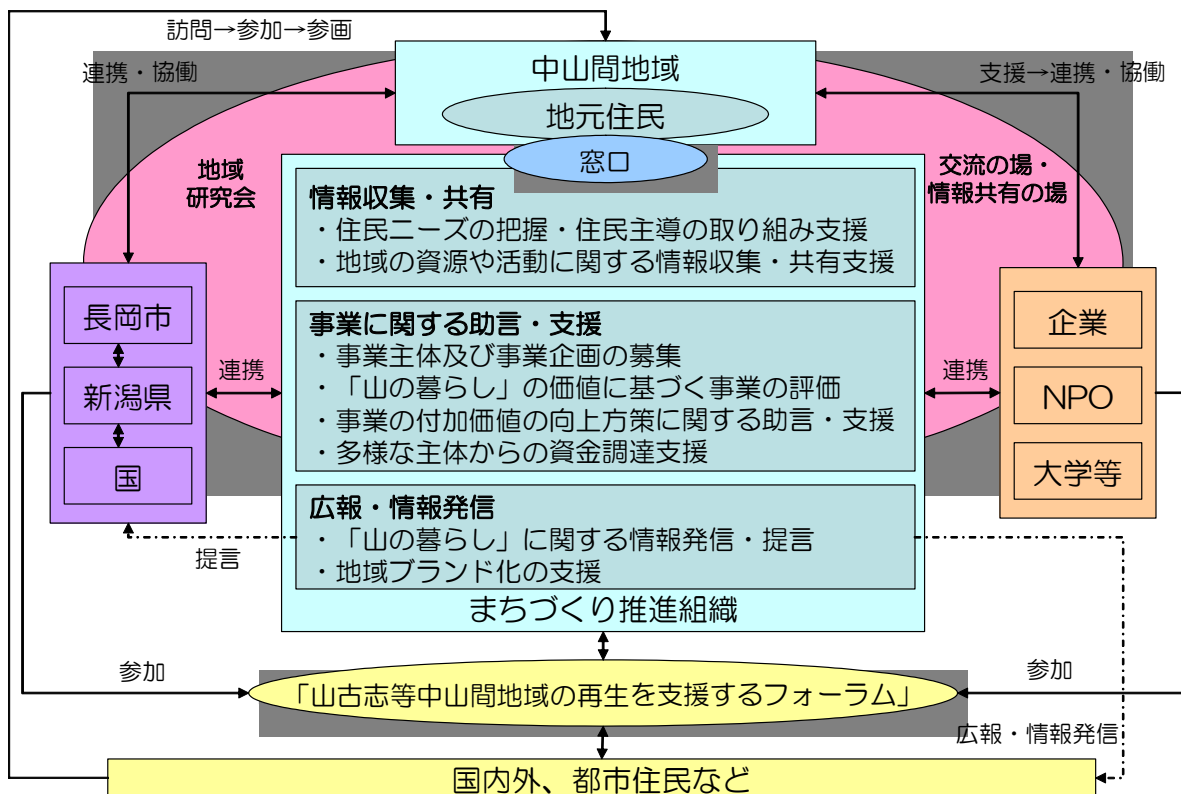 訪問→参加→参画
連携・協働
中山間地域
支援→連携・協働
地元住民
窓口
地域
研究会
交流の場・
情報共有の場
情報収集・共有
・住民ニーズの把握・住民主導の取り組み支援
・地域の資源や活動に関する情報収集・共有支援
長岡市
新潟県
国
連携
事業に関する助言・支援
・事業主体及び事業企画の募集
・「山の暮らし」の価値に基づく事業の評価
・事業の付加価値の向上方策に関する助言・支援
・多様な主体からの資金調達支援
連携
企業
NPO
大学等
広報・情報発信
・「山の暮らし」に関する情報発信・提言
・地域ブランド化の支援
提言
まちづくり推進組織
参加
「山古志等中山間地域の再生を支援するフォーラム」
参加
広報・情報発信
国内外、都市住民など